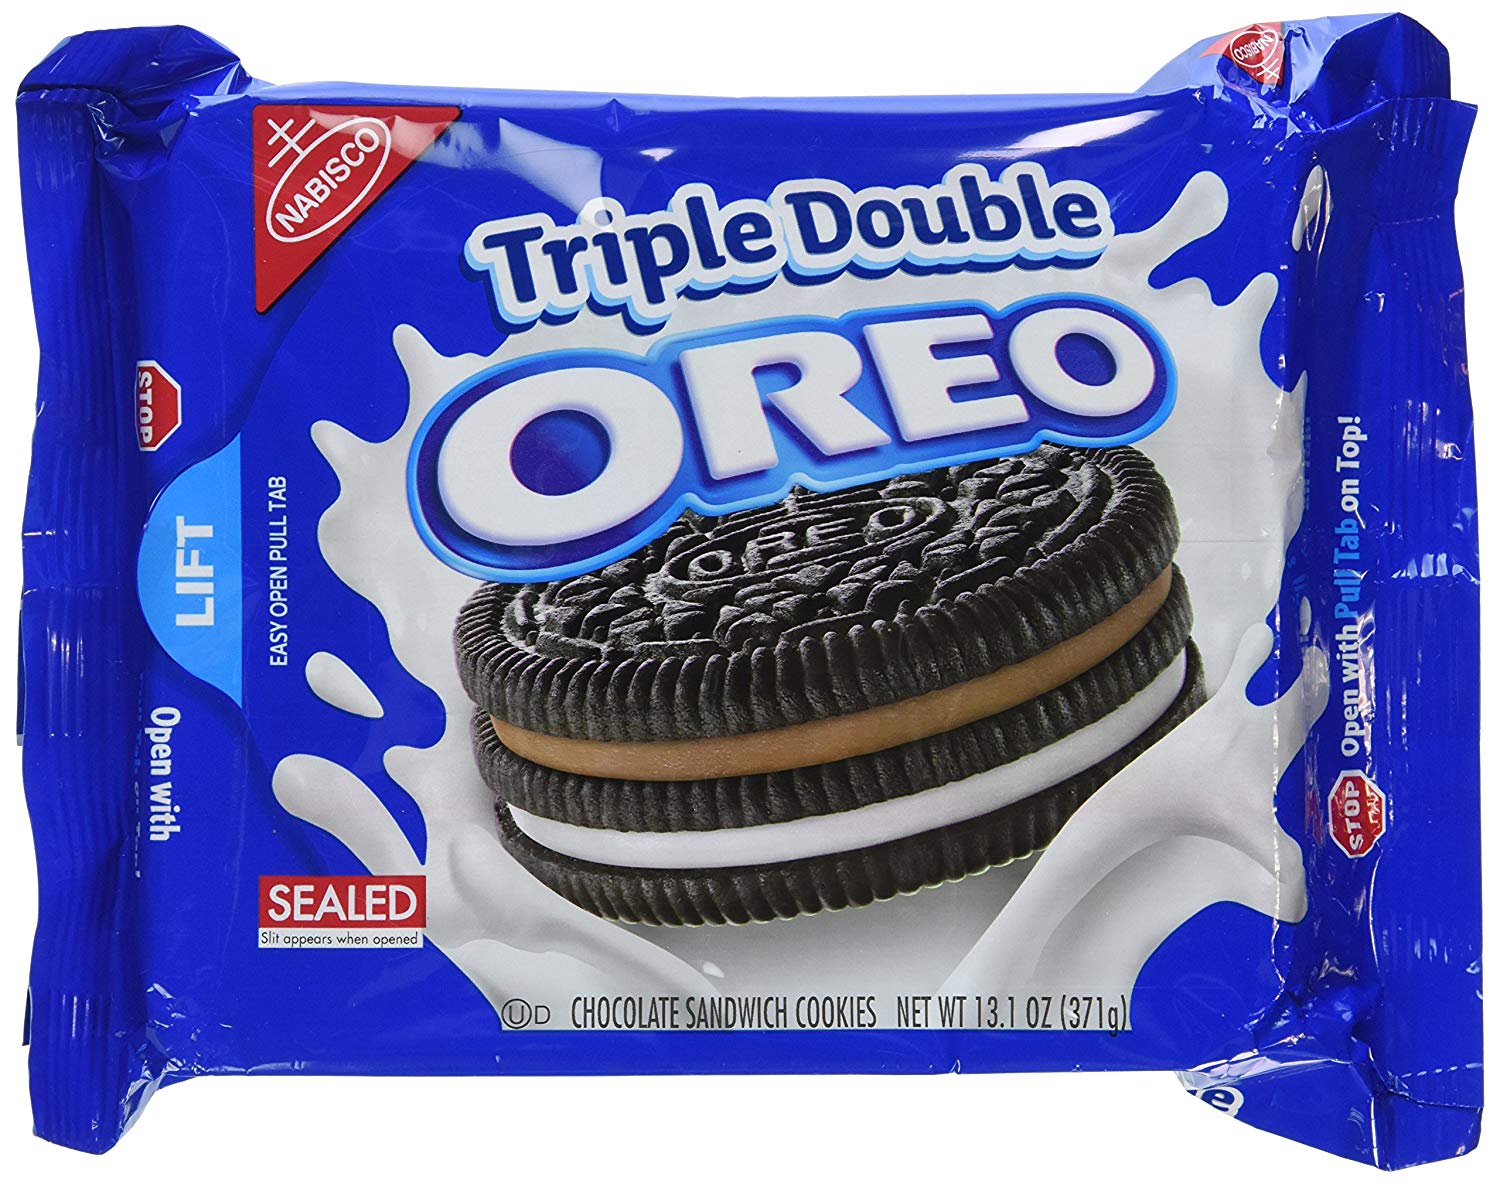 NABISCO
NABISCO
Triple Double
OREO
OREO
STOP
LIFT
EASY OPEN PULL TAB
Open with
SEALED
Slit appears when opened
UD CHOCOLATE SANDWICH COOKIES NET WT 13.1 OZ (371g)
STOP Open with Pull Tab on Top!